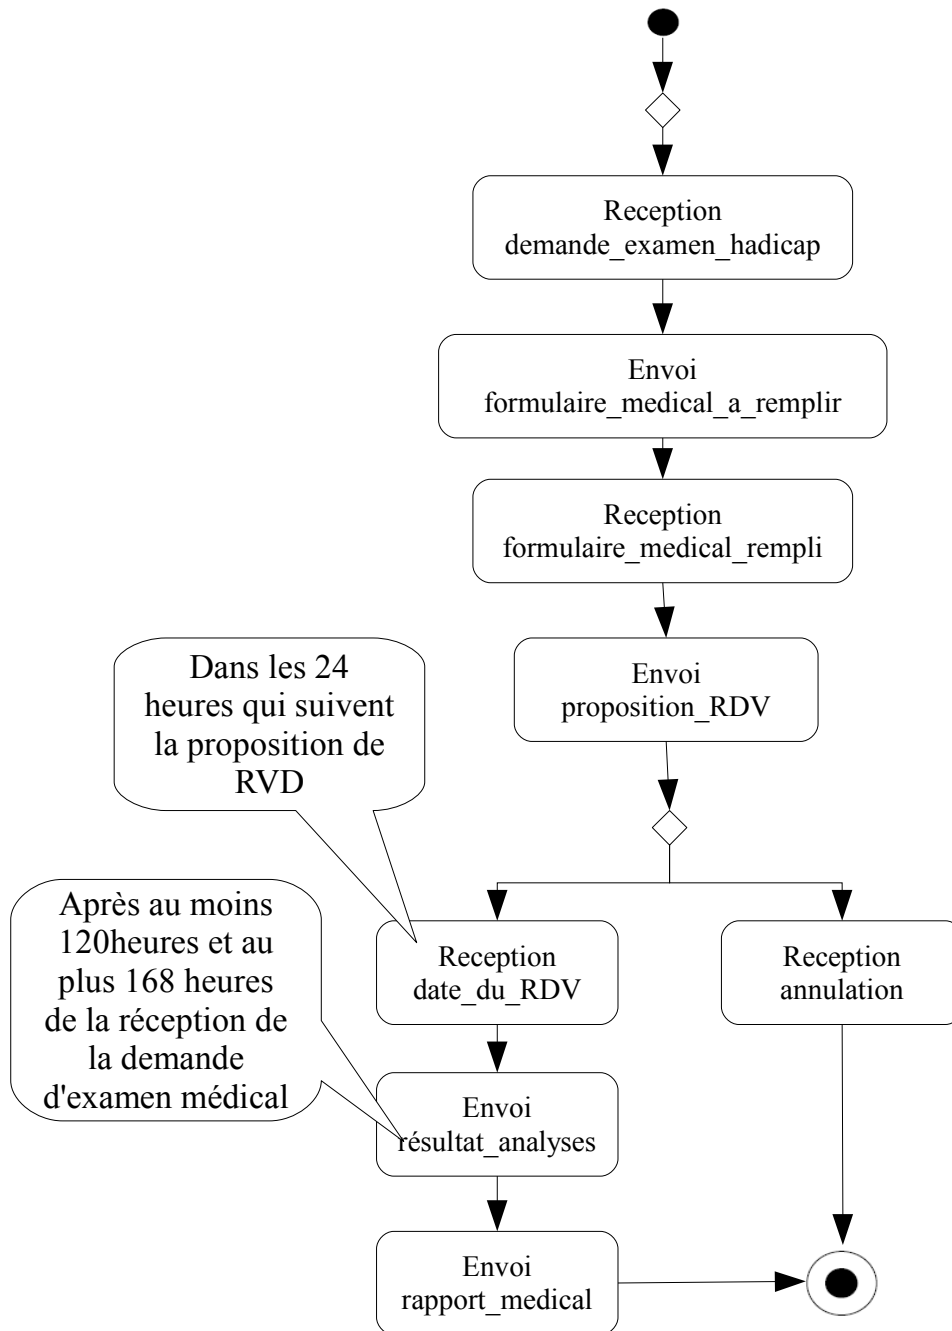 Reception
demande_examen_hadicap
Envoi
formulaire_medical_a_remplir
Reception
formulaire_medical_rempli
Envoi
proposition_RDV
Dans les 24
heures qui suivent
la proposition de
RVD
Reception
date_du_RDV
Reception
annulation
Après au moins
120heures et au
plus 168 heures
de la réception de
la demande
d'examen médical
Envoi
résultat_analyses
Envoi
rapport_medical